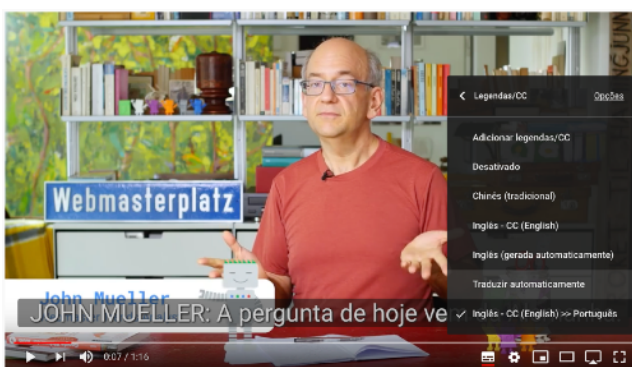 Legendas/CC
Opções
Adicionar legendas/CC
Desativado
Chinês (tradicional)
Inglês - CC (English)
Inglês (gerada automaticamente)
Traduzir automaticamente
Inglês - CC (English) >> Português
Webmasterplatz
John Mueller
JOHN MUELLER: A pergunta de hoje ve
0:07 / 1:16